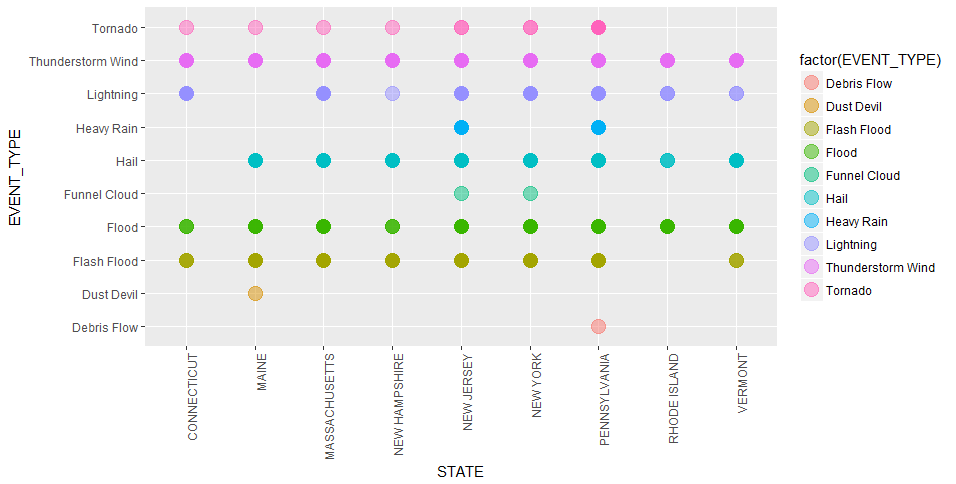 EVENT_TYPE
Tornado
Thunderstorm Wind
Lightning
Heavy Rain
Hail
Funnel Cloud
Flood
Flash Flood
Dust Devil
Debris Flow
CONNECTICUT
MAINE
MASSACHUSETTS
NEW HAMPSHIRE
NEW JERSEY
NEW YORK
PENNSYLVANIA
RHODE ISLAND
VERMONT
STATE
factor(EVENT_TYPE)
Debris Flow
Dust Devil
Flash Flood
Flood
Funnel Cloud
Hail
Heavy Rain
Lightning
Thunderstorm Wind
Tornado